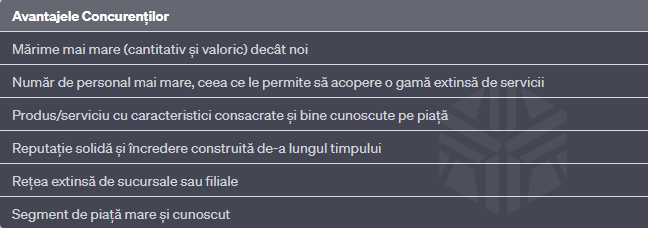 Avantajele Concurenților
Mărime mai mare (cantitativ și valoric) decât noi
Număr de personal mai mare, ceea ce le permite să acopere o gamă extinsă de servicii
Produs/serviciu cu caracteristici consacrate și bine cunoscute pe piață
Reputație solidă și încredere construită de-a lungul timpului
Rețea extinsă de sucursale sau filiale
Segment de piață mare și cunoscut